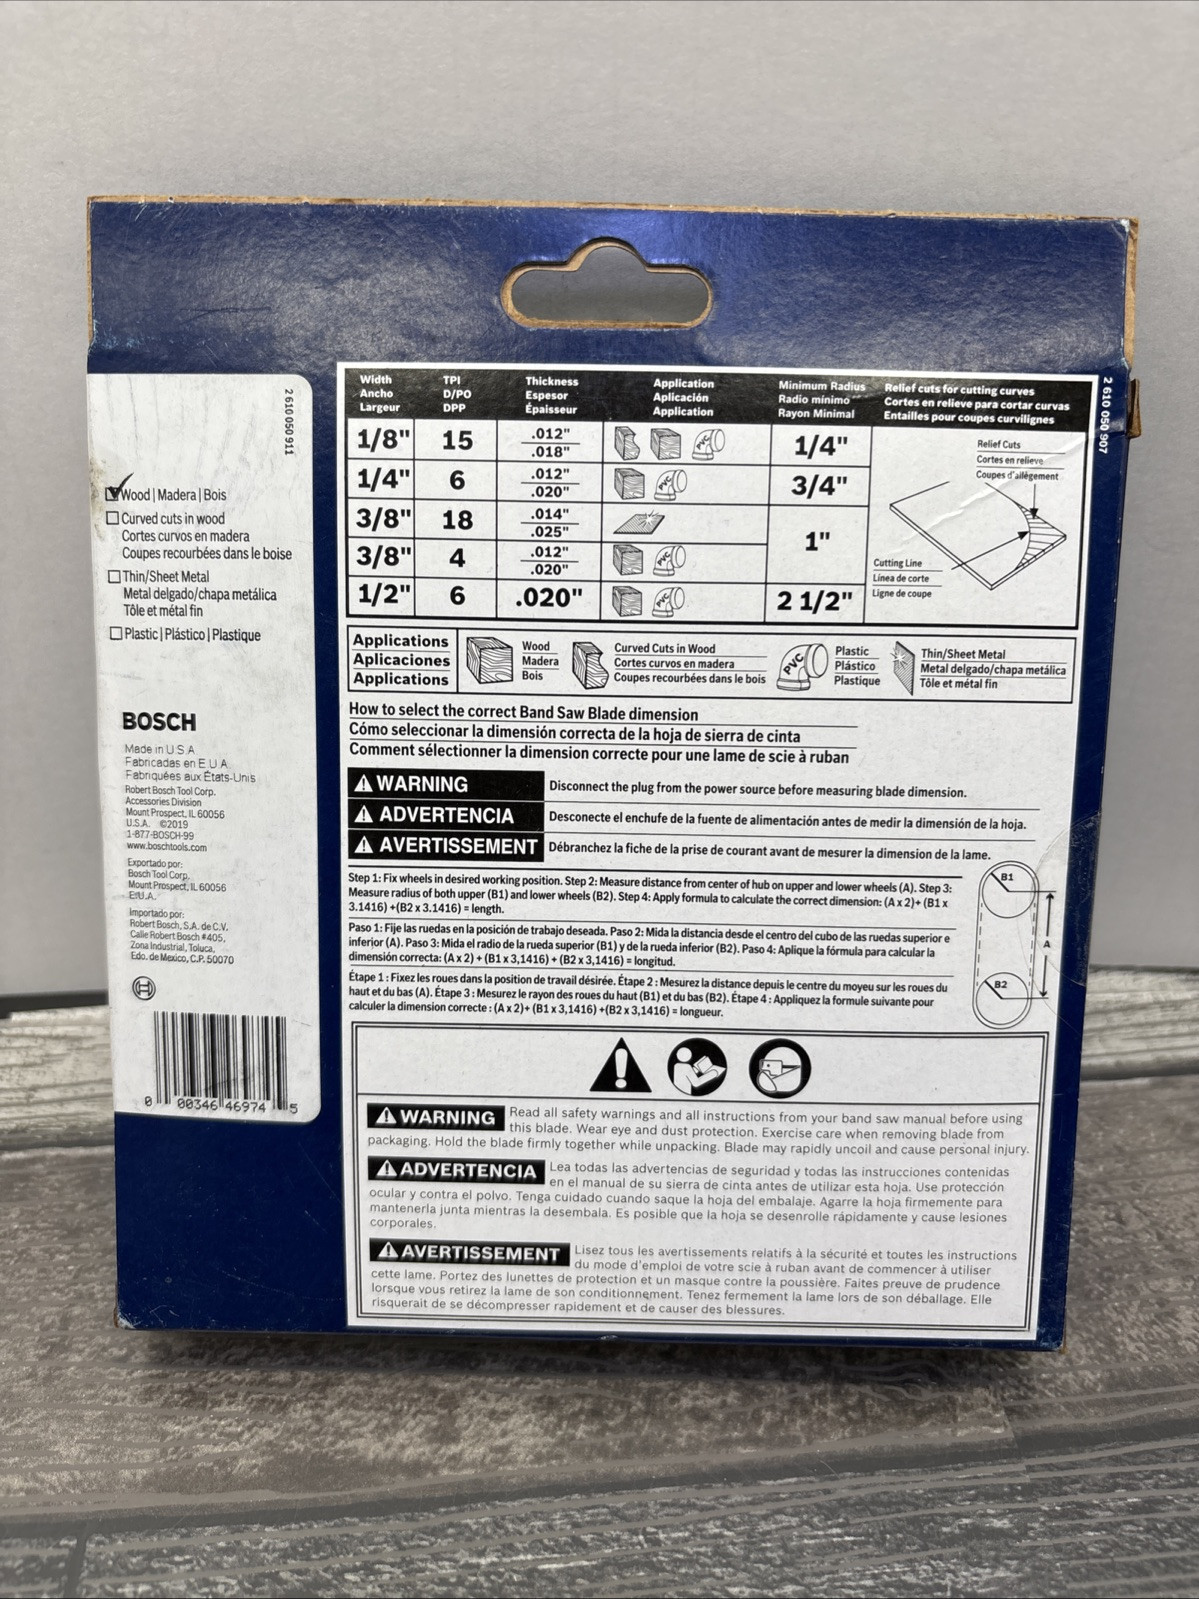 2 610 050 911
Wood | Madera | Bois
Curved cuts in wood
Cortes curvos en madera
Coupes recourbées dans le boise
Thin/Sheet Metal
Metal delgado/chapa metálica
Tôle et métal fin
Plastic | Plástico | Plastique
BOSCH
Made in U.S.A
Fabricadas en E.U.A.
Fabriquées aux États-Unis
Robert Bosch Tool Corp.
Accessories Division
Mount Prospect, IL 60056
U.S.A. ©2019
1-877-BOSCH-99
www.boschtools.com
Exportado por:
Bosch Tool Corp.
Mount Prospect, IL 60056
E.U.A.
Importado por:
Robert Bosch, S.A. de C.V.
Calle Robert Bosch #405,
Zona Industrial, Toluca,
Edo. de Mexico, C.P. 50070
0 00346 46974 5
Width TPI Thickness Application Minimum Radius Relief cuts for cutting curves
Ancho D/PO Espesor Aplicación Radio mínimo Cortes en relieve para cortar curvas
Largeur DPP Épaisseur Application Rayon Minimal Entailles pour coupes curvilignes
2 610 050 907
1/8" 15 .012" .018" PVC 1/4"
1/4" 6 .012" .020" PVC 3/4"
3/8" 18 .014" .025" 1"
3/8" 4 .012" .020" PVC
1/2" 6 .020" PVC 2 1/2"
Relief Cuts
Cortes en relieve
Coupes d'allègement
Cutting Line
Línea de corte
Ligne de coupe
Applications
Aplicaciones
Applications
Wood
Madera
Bois
Curved Cuts in Wood
Cortes curvos en madera
Coupes recourbées dans le bois
PVC
Plastic
Plástico
Plastique
Thin/Sheet Metal
Metal delgado/chapa metálica
Tôle et métal fin
How to select the correct Band Saw Blade dimension
Cómo seleccionar la dimensión correcta de la hoja de sierra de cinta
Comment sélectionner la dimension correcte pour une lame de scie à ruban
WARNING Disconnect the plug from the power source before measuring blade dimension.
ADVERTENCIA Desconecte el enchufe de la fuente de alimentación antes de medir la dimensión de la hoja.
AVERTISSEMENT Débranchez la fiche de la prise de courant avant de mesurer la dimension de la lame.
Step 1: Fix wheels in desired working position. Step 2: Measure distance from center of hub on upper and lower wheels (A). Step 3:
Measure radius of both upper (B1) and lower wheels (B2). Step 4: Apply formula to calculate the correct dimension: (A x 2)+ (B1 x
3.1416) +(B2 x 3.1416) = length.
Paso 1: Fije las ruedas en la posición de trabajo deseada. Paso 2: Mida la distancia desde el centro del cubo de las ruedas superior e
inferior (A). Paso 3: Mida el radio de la rueda superior (B1) y de la rueda inferior (B2). Paso 4: Aplique la fórmula para calcular la
dimensión correcta: (A x 2) + (B1 x 3,1416) + (B2 x 3,1416) = longitud.
Étape 1 : Fixez les roues dans la position de travail désirée. Étape 2 : Mesurez la distance depuis le centre du moyeu sur les roues du
haut et du bas (A). Étape 3 : Mesurez le rayon des roues du haut (B1) et du bas (B2). Étape 4 : Appliquez la formule suivante pour
calculer la dimension correcte : (A x 2)+ (B1 x 3,1416) +(B2 x 3,1416) = longueur.
B1
A
B2
WARNING Read all safety warnings and all instructions from your band saw manual before using
this blade. Wear eye and dust protection. Exercise care when removing blade from
packaging. Hold the blade firmly together while unpacking. Blade may rapidly uncoil and cause personal injury.
ADVERTENCIA Lea todas las advertencias de seguridad y todas las instrucciones contenidas
en el manual de su sierra de cinta antes de utilizar esta hoja. Use protección
ocular y contra el polvo. Tenga cuidado cuando saque la hoja del embalaje. Agarre la hoja firmemente para
mantenerla junta mientras la desembala. Es posible que la hoja se desenrolle rápidamente y cause lesiones
corporales.
AVERTISSEMENT Lisez tous les avertissements relatifs à la sécurité et toutes les instructions
du mode d'emploi de votre scie à ruban avant de commencer à utiliser
cette lame. Portez des lunettes de protection et un masque contre la poussière. Faites preuve de prudence
lorsque vous retirez la lame de son conditionnement. Tenez fermement la lame lors de son déballage. Elle
risquerait de se décompresser rapidement et de causer des blessures.